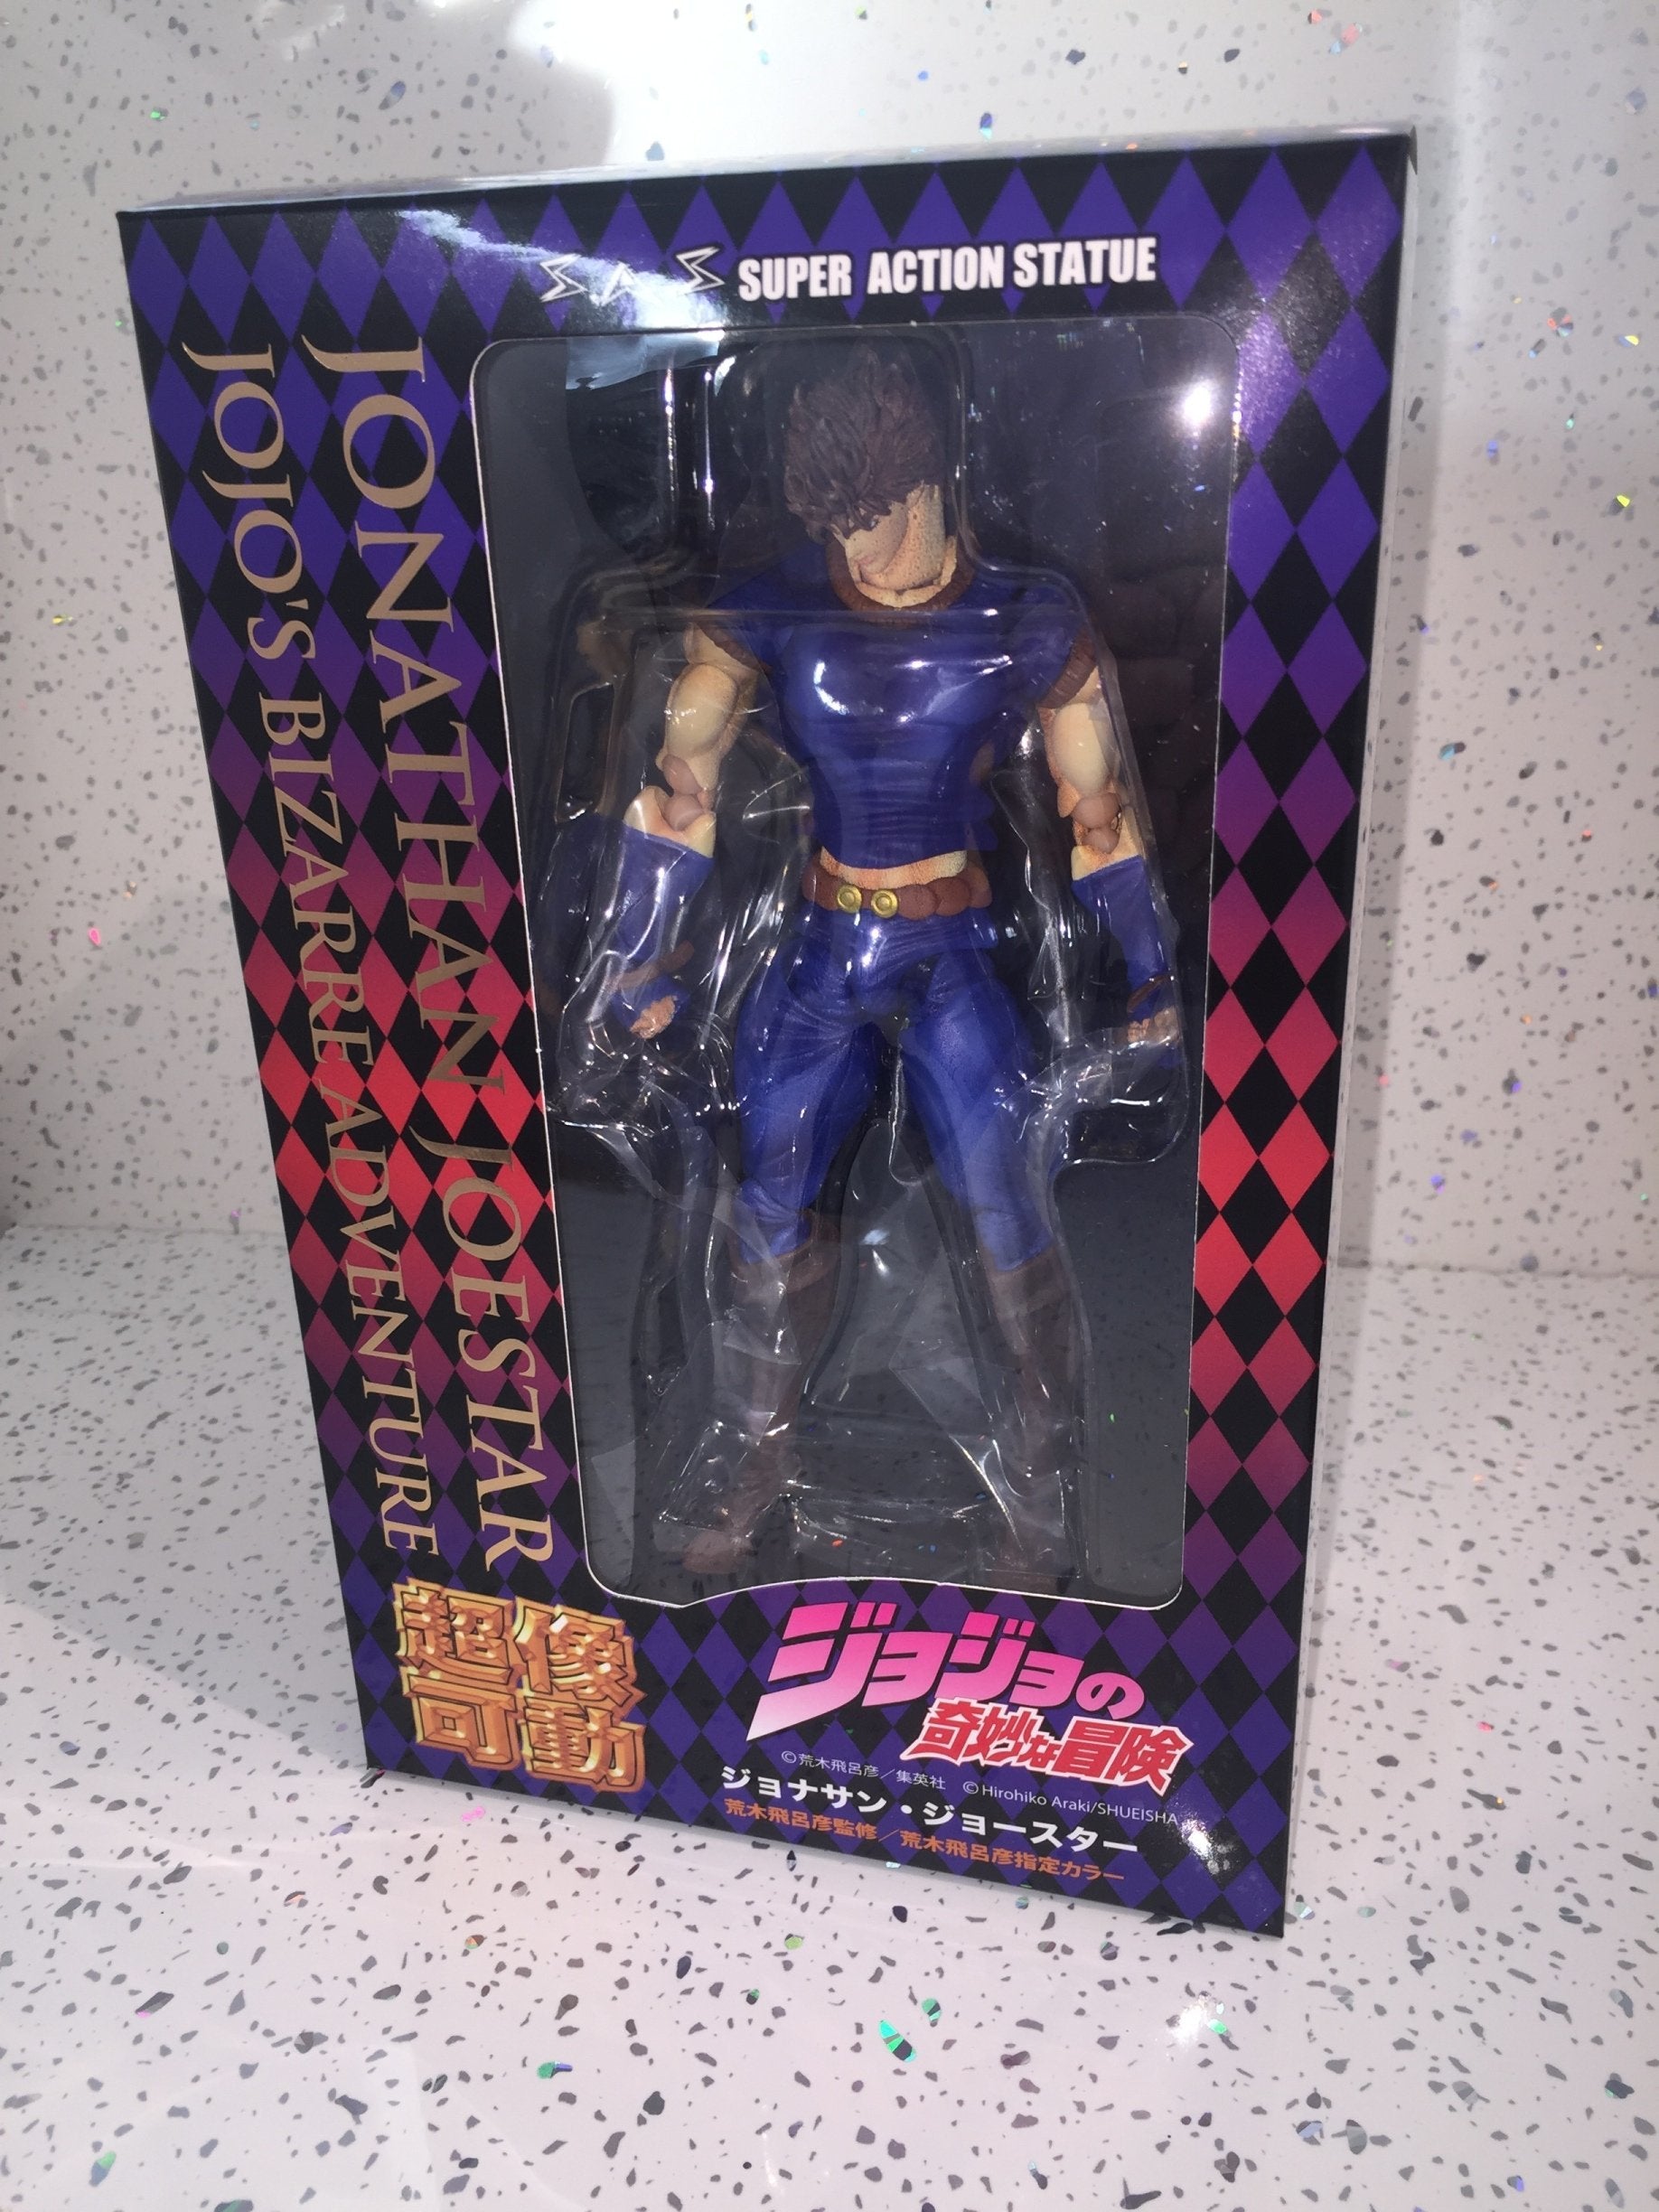 SAS SUPER ACTION STATUE
JONATHAN JOESTAR
JOJO'S BIZARRE ADVENTURE
超像
可動
ジョジョの
奇妙な冒険
©荒木飛呂彦／集英社 ©Hirohiko Araki/SHUEISHA
ジョナサン・ジョースター
荒木飛呂彦監修／荒木飛呂彦指定カラー